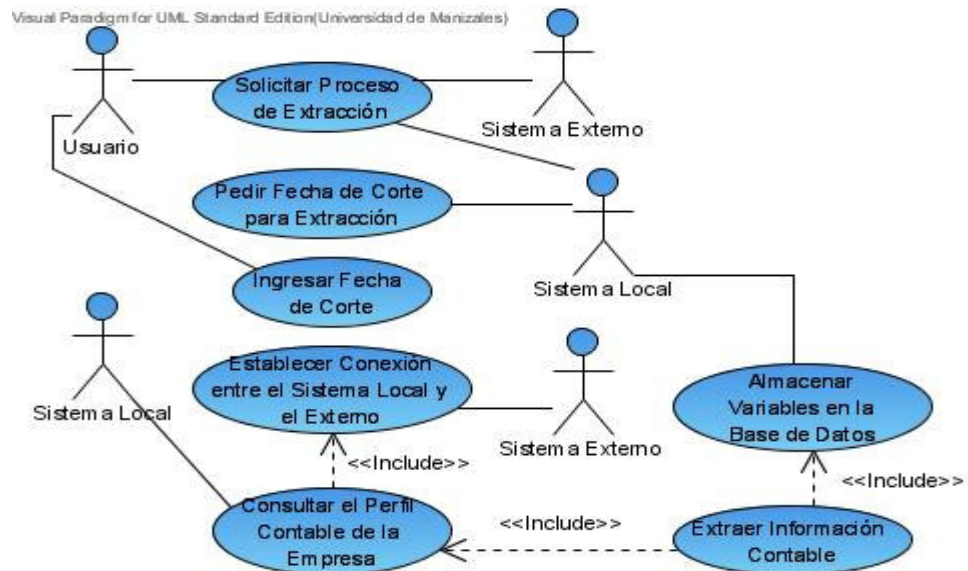 Visual Paradigm for UML Standard Edition(Universidad de Manizales)
Solicitar Proceso
de Extracción
Usuario
Sistema Externo
Pedir Fecha de Corte
para Extracción
Sistema Local
Ingresar Fecha
de Corte
Establecer Conexión
entre el Sistema Local y
el Externo
Sistema Local
Sistema Externo
Almacenar
Variables en la
Base de Datos
<<Include>>
<<Include>>
Consultar el Perfil
Contable de la
Empresa
<<Include>>
Extraer Información
Contable